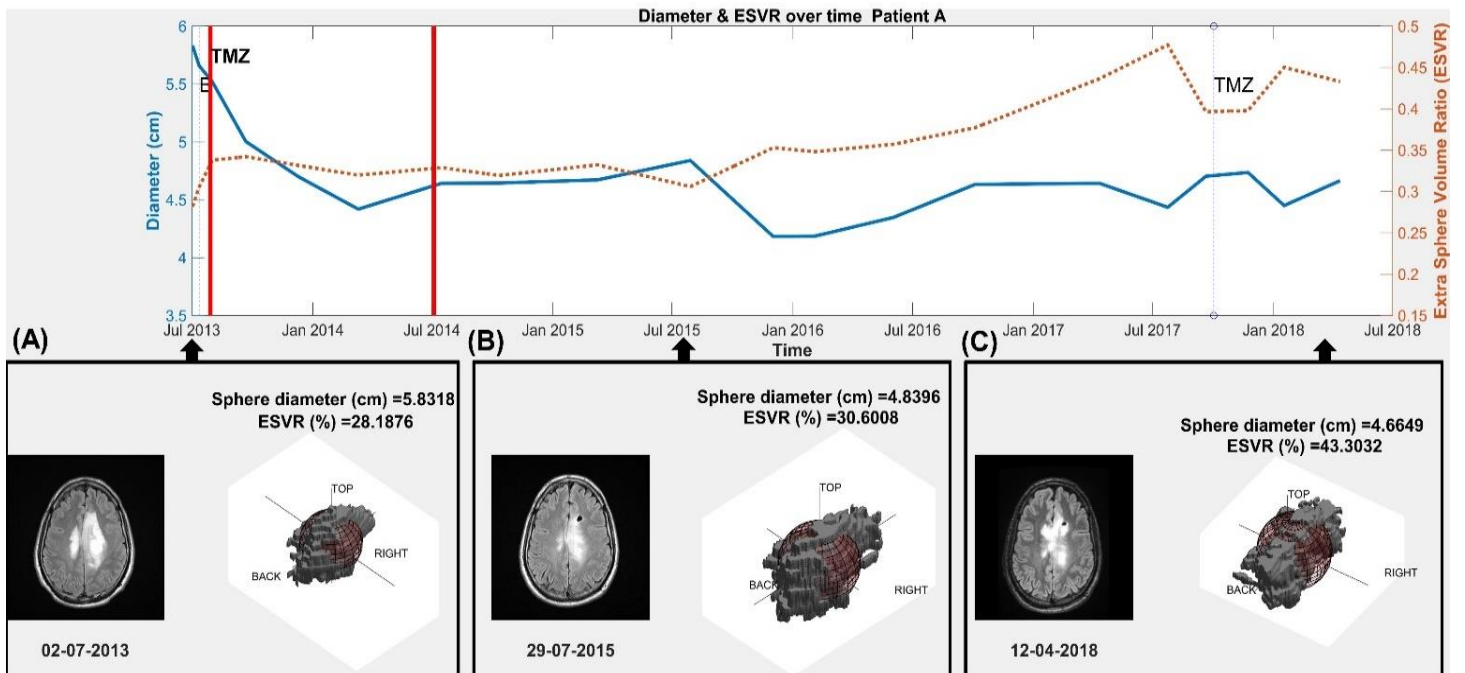 Diameter & ESVR over time Patient A
Diameter (cm)
6
5.5
5
4.5
4
3.5
TMZ
E
TMZ
0.5
0.45
0.4
0.35
0.3
0.25
0.2
0.15
Extra Sphere Volume Ratio (ESVR)
Jul 2013 Jan 2014 Jul 2014 Jan 2015 Jul 2015 Jan 2016 Jul 2016 Jan 2017 Jul 2017 Jan 2018 Jul 2018
Time
(A)
Sphere diameter (cm) =5.8318
ESVR (%) =28.1876
TOP
RIGHT
BACK
02-07-2013
(B)
Sphere diameter (cm) =4.8396
ESVR (%) =30.6008
TOP
BACK
RIGHT
29-07-2015
(C)
Sphere diameter (cm) =4.6649
ESVR (%) =43.3032
TOP
RIGHT
BACK
12-04-2018